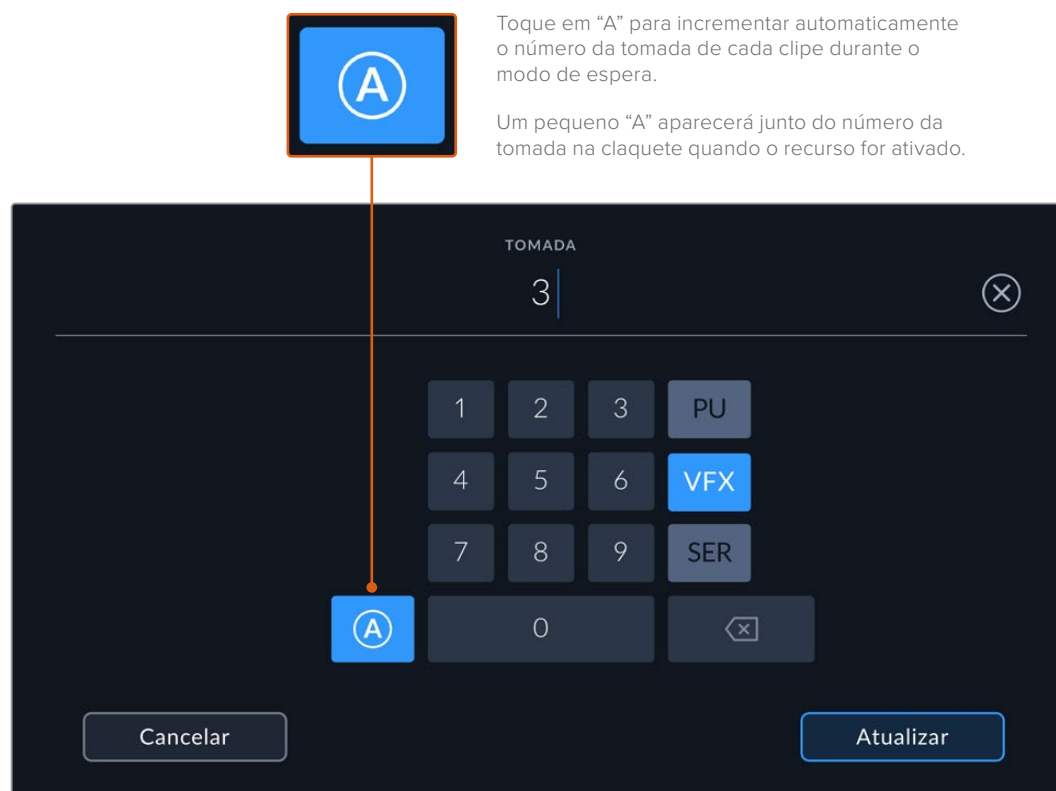 A
Toque em “A” para incrementar automaticamente
o número da tomada de cada clipe durante o
modo de espera.
Um pequeno “A” aparecerá junto do número da
tomada na claquete quando o recurso for ativado.
TOMADA
3
1 2 3 PU
4 5 6 VFX
7 8 9 SER
A 0
Cancelar Atualizar